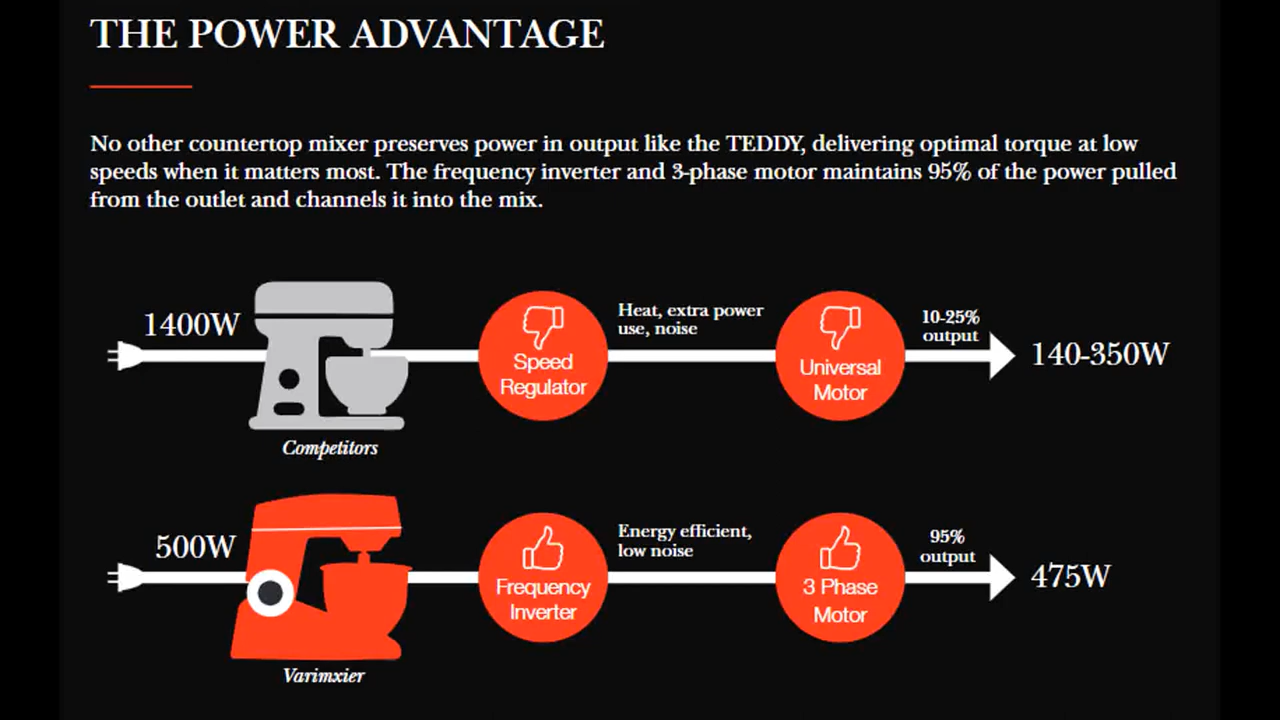 THE POWER ADVANTAGE
No other countertop mixer preserves power in output like the TEDDY, delivering optimal torque at low
speeds when it matters most. The frequency inverter and 3-phase motor maintains 95% of the power pulled
from the outlet and channels it into the mix.
1400W
Competitors
Speed
Regulator
Heat, extra power
use, noise
Universal
Motor
10-25%
output
140-350W
500W
Varimxier
Frequency
Inverter
Energy efficient,
low noise
3 Phase
Motor
95%
output
475W